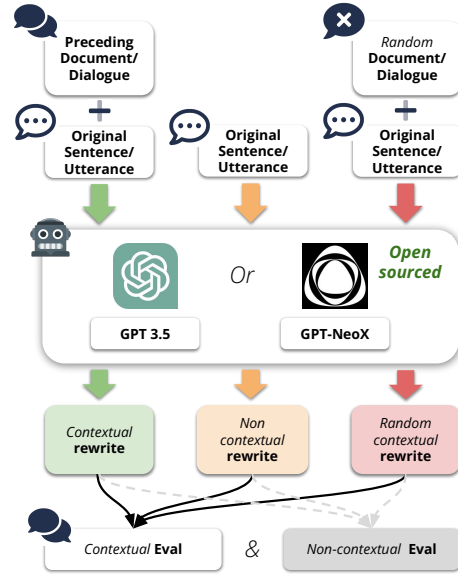 Preceding
Document/
Dialogue
Random
Document/
Dialogue
Original
Sentence/
Utterance
Original
Sentence/
Utterance
Original
Sentence/
Utterance
Or
Open
sourced
GPT 3.5
GPT-NeoX
Contextual
rewrite
Non
contextual
rewrite
Random
contextual
rewrite
Contextual Eval
&
Non-contextual Eval